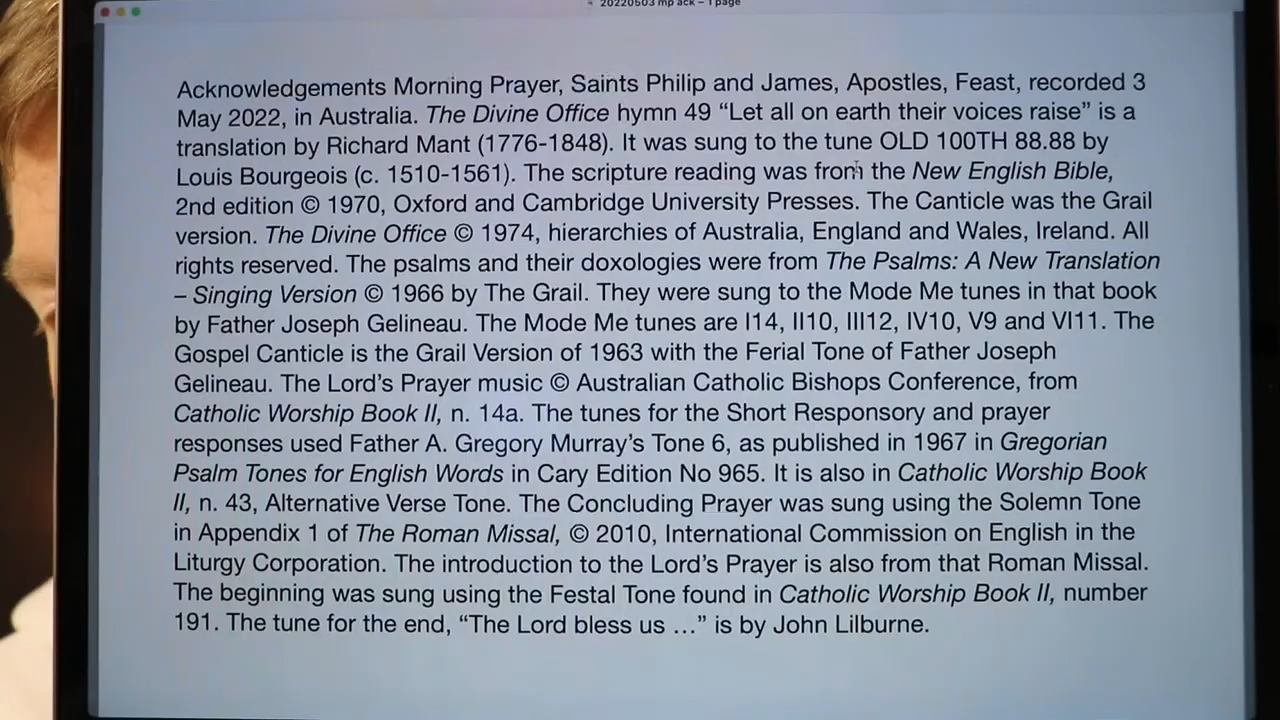 20220503 mp ack – 1 page
Acknowledgements Morning Prayer, Saints Philip and James, Apostles, Feast, recorded 3
May 2022, in Australia. The Divine Office hymn 49 “Let all on earth their voices raise” is a
translation by Richard Mant (1776-1848). It was sung to the tune OLD 100TH 88.88 by
Louis Bourgeois (c. 1510-1561). The scripture reading was from the New English Bible,
2nd edition © 1970, Oxford and Cambridge University Presses. The Canticle was the Grail
version. The Divine Office © 1974, hierarchies of Australia, England and Wales, Ireland. All
rights reserved. The psalms and their doxologies were from The Psalms: A New Translation
– Singing Version © 1966 by The Grail. They were sung to the Mode Me tunes in that book
by Father Joseph Gelineau. The Mode Me tunes are I14, II10, III12, IV10, V9 and VI11. The
Gospel Canticle is the Grail Version of 1963 with the Ferial Tone of Father Joseph
Gelineau. The Lord’s Prayer music © Australian Catholic Bishops Conference, from
Catholic Worship Book II, n. 14a. The tunes for the Short Responsory and prayer
responses used Father A. Gregory Murray’s Tone 6, as published in 1967 in Gregorian
Psalm Tones for English Words in Cary Edition No 965. It is also in Catholic Worship Book
II, n. 43, Alternative Verse Tone. The Concluding Prayer was sung using the Solemn Tone
in Appendix 1 of The Roman Missal, © 2010, International Commission on English in the
Liturgy Corporation. The introduction to the Lord’s Prayer is also from that Roman Missal.
The beginning was sung using the Festal Tone found in Catholic Worship Book II, number
191. The tune for the end, “The Lord bless us …” is by John Lilburne.